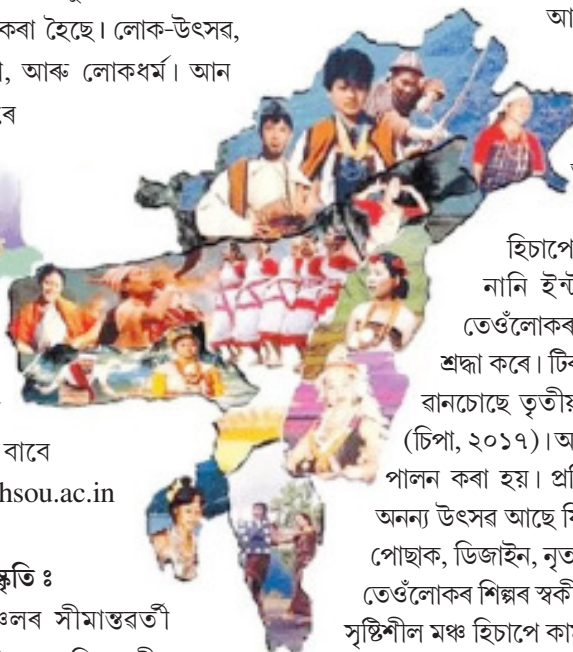 কৰা হৈছে। লোক-উৎসৱ,
আৰু লোকধৰ্ম। আন
বাবে
hsou.ac.in
স্কৃতি ঃ
সীমান্তৱৰ্তী
আ
হিচাপে
নানি ইন্ট
তেওঁলোকৰ
শ্ৰদ্ধা কৰে। টিৰ
ৱানচোছে তৃতীয়
(চিপা, ২০১৭)। অ
পালন কৰা হয়। প্ৰি
অনন্য উৎসৱ আছে যি
পোছাক, ডিজাইন, নৃত
তেওঁলোকৰ শিল্পৰ স্বকী
সৃষ্টিশীল মঞ্চ হিচাপে কাম